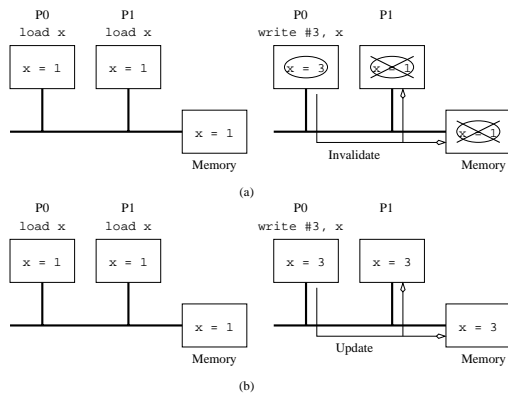 P0 P1 P0 P1
load x load x write #3, x
x = 1 x = 1 x = 3 x = 1
x = 1 x = 1
Memory Invalidate Memory
(a)
P0 P1 P0 P1
load x load x write #3, x
x = 1 x = 1 x = 3 x = 3
x = 1 x = 3
Memory Update Memory
(b)